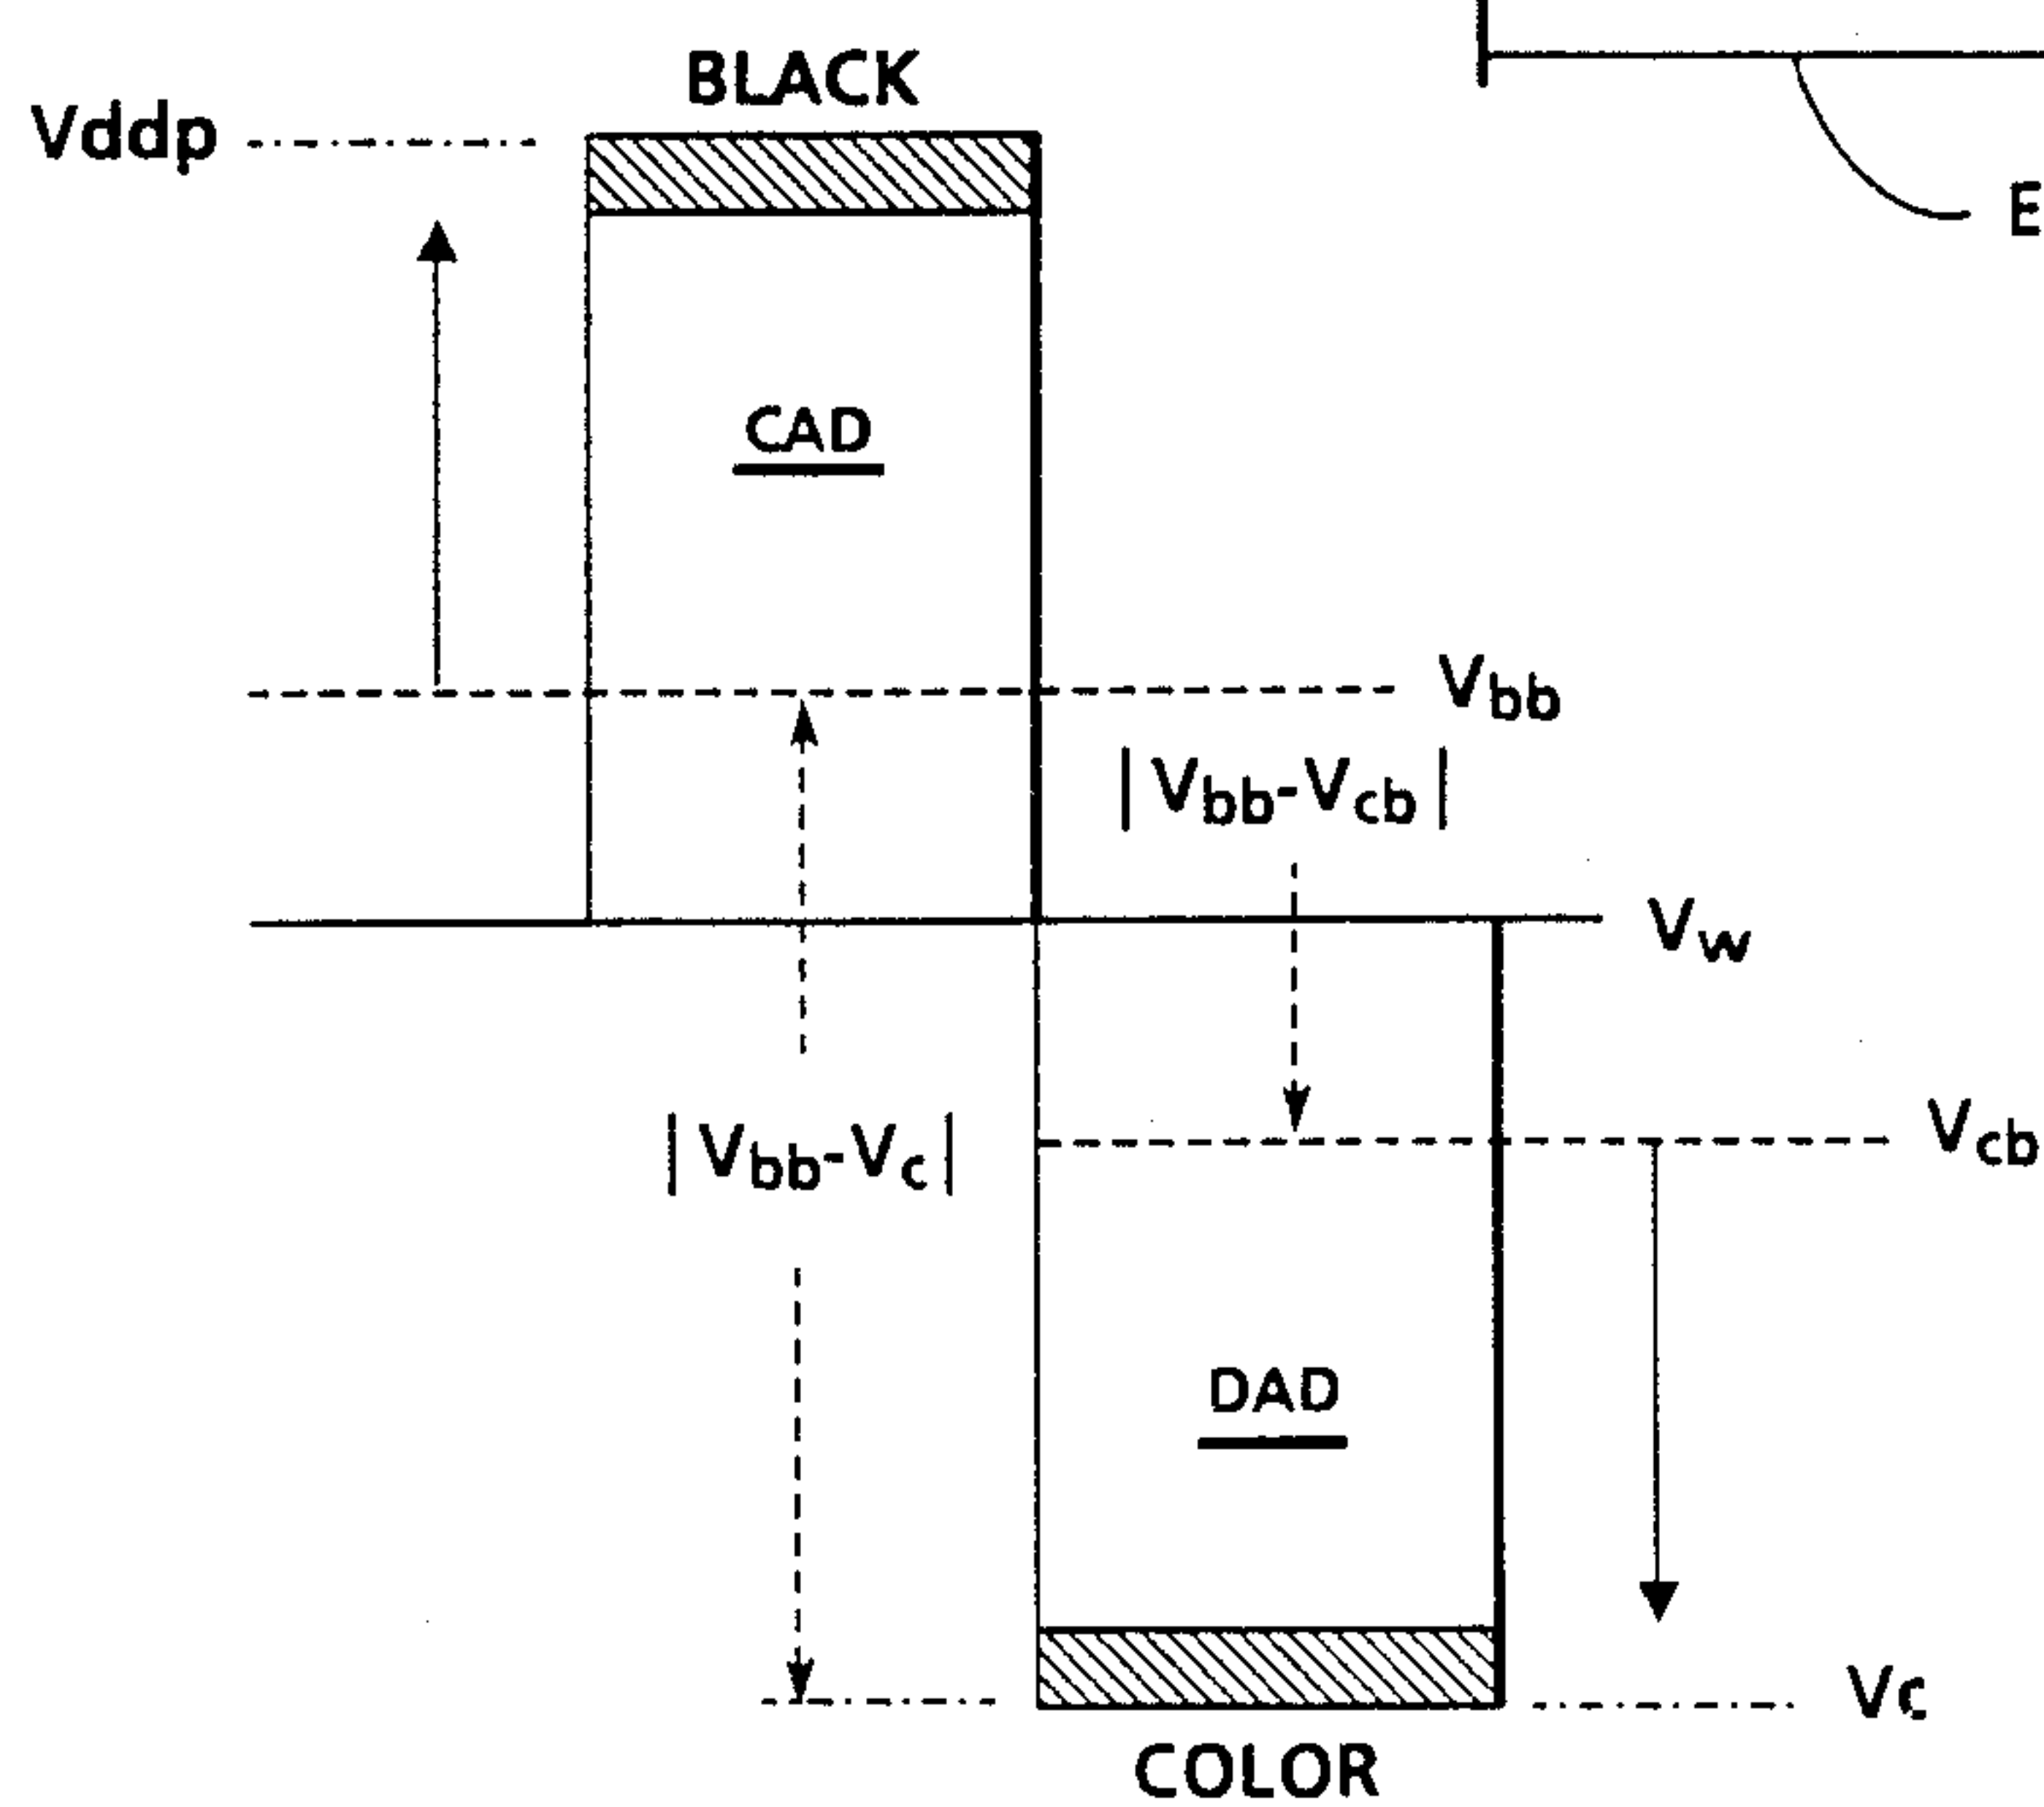 BLACK
Vddp
E
CAD
Vbb
|Vbb-Vcb|
Vw
|Vbb-Vc|
Vcb
DAD
Vc
COLOR